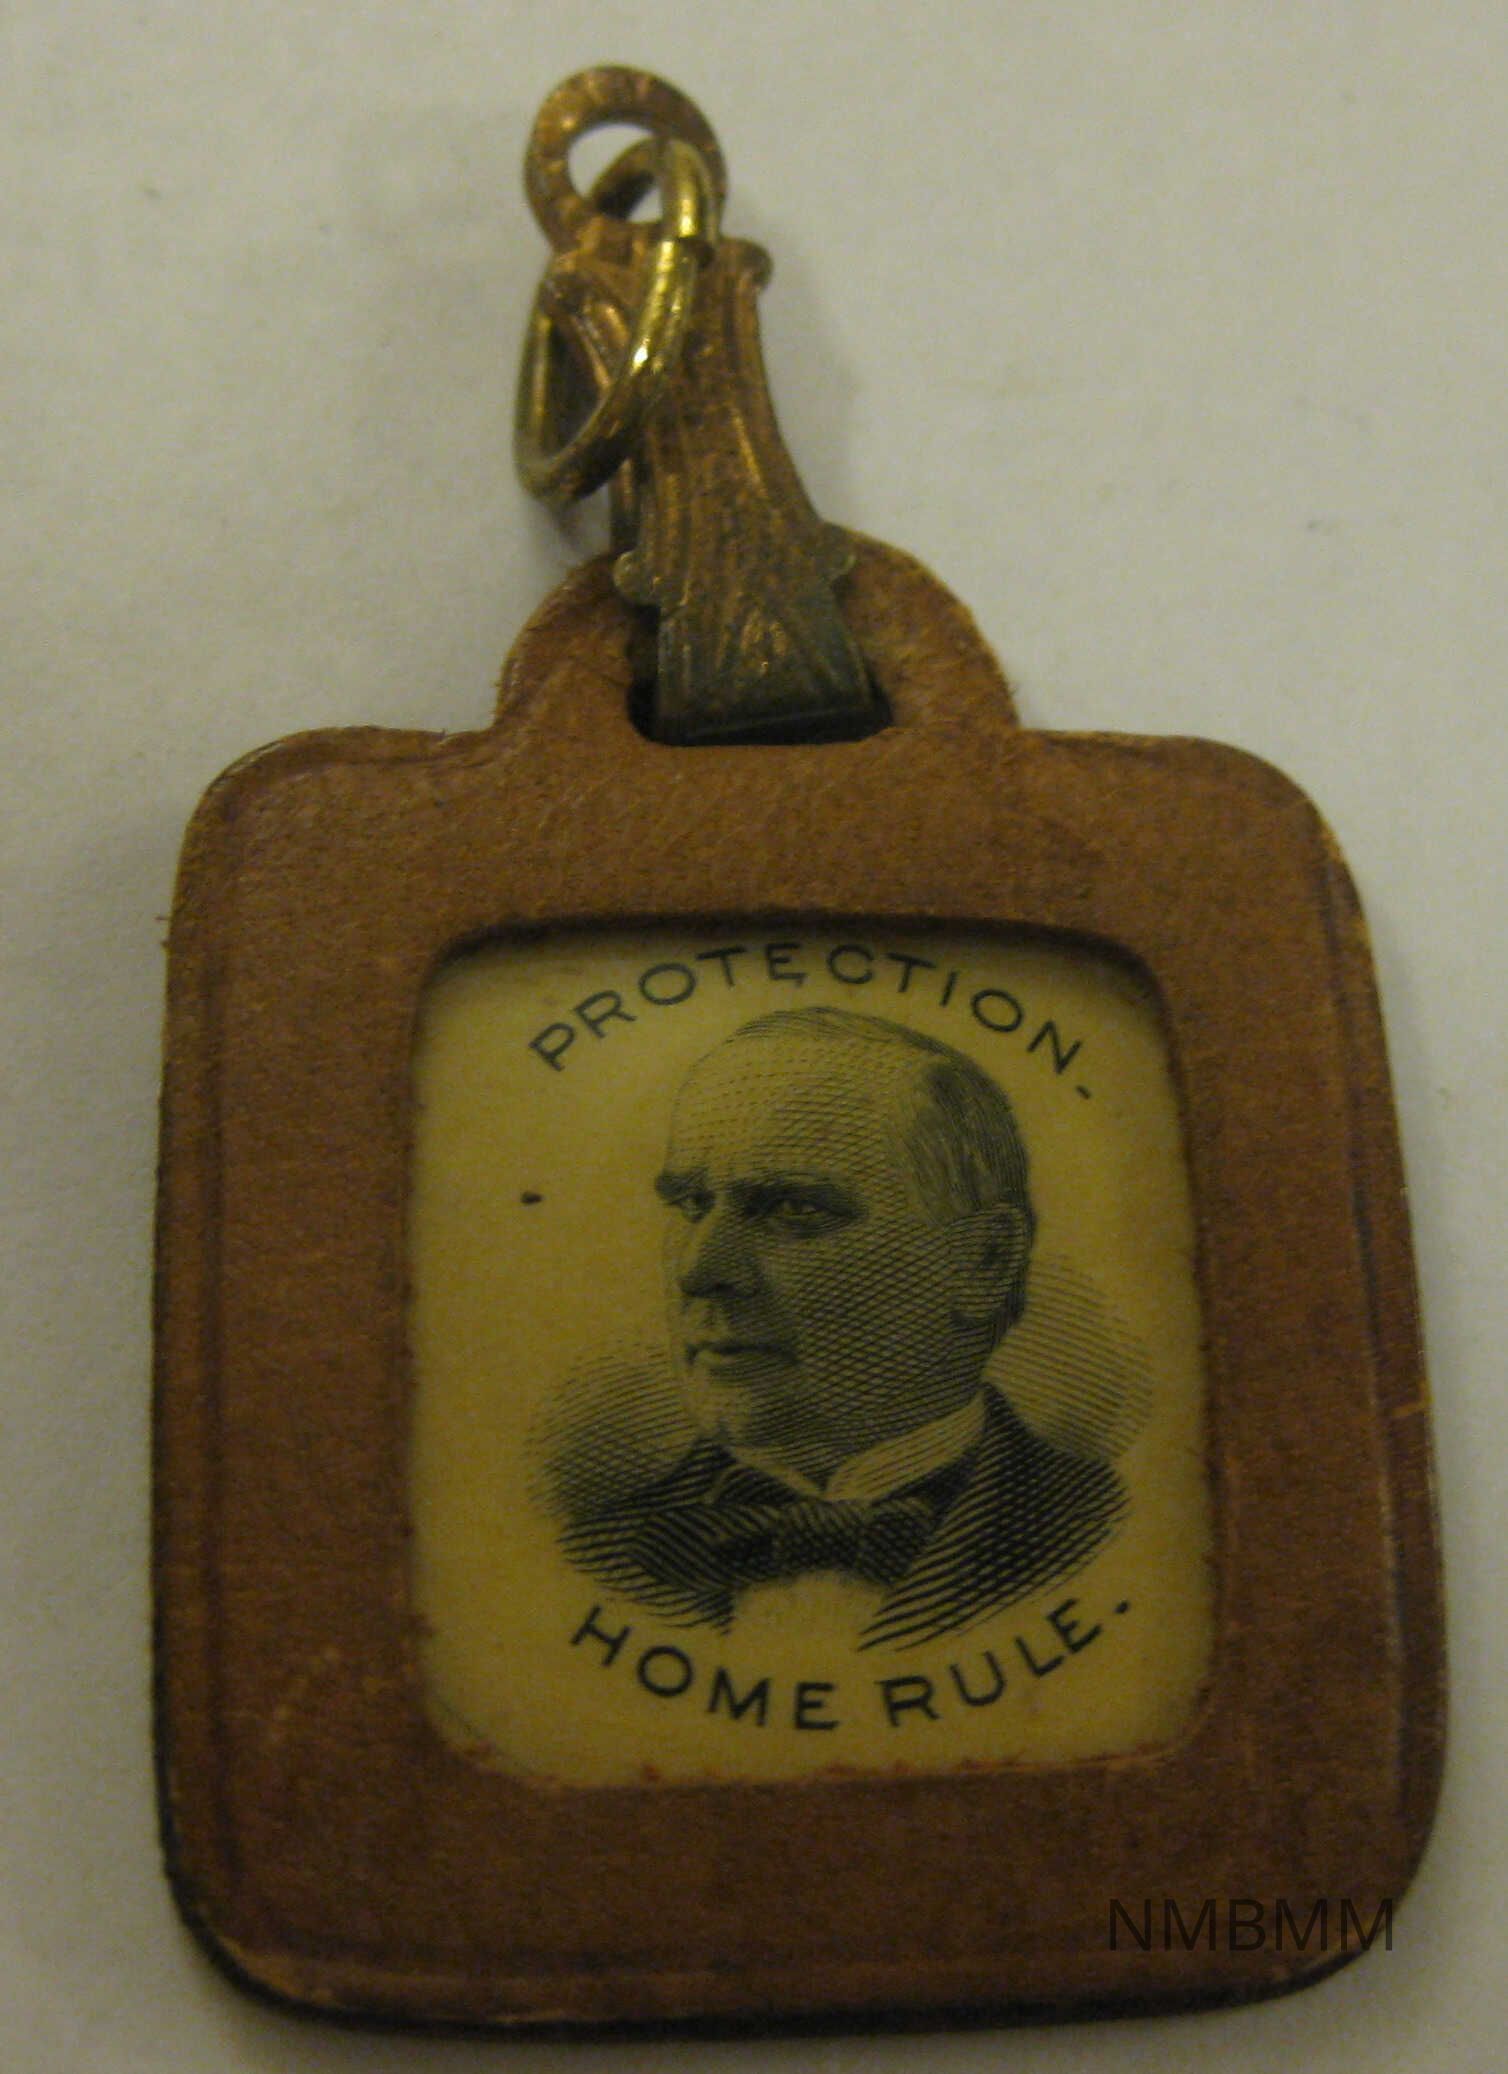 PROTECTION.
HOME RULE.
NMBMM